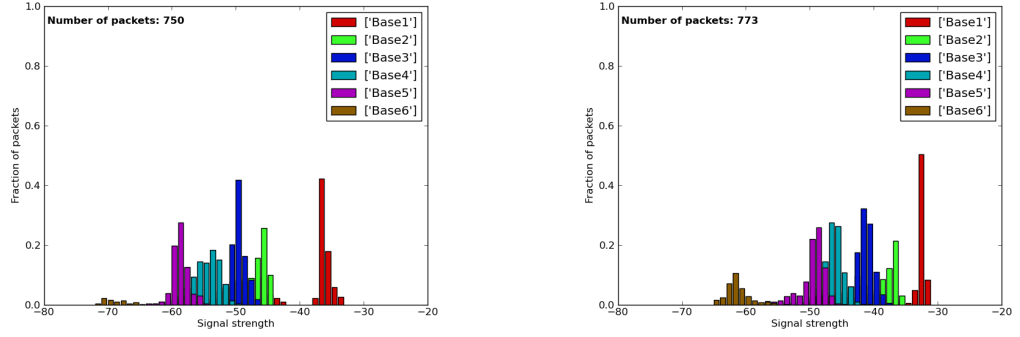 Number of packets: 750
['Base1']
['Base2']
['Base3']
['Base4']
['Base5']
['Base6']
Fraction of packets
1.0
0.8
0.6
0.4
0.2
0.0
−80 −70 −60 −50 −40 −30 −20
Signal strength
Number of packets: 773
['Base1']
['Base2']
['Base3']
['Base4']
['Base5']
['Base6']
Fraction of packets
1.0
0.8
0.6
0.4
0.2
0.0
−80 −70 −60 −50 −40 −30 −20
Signal strength